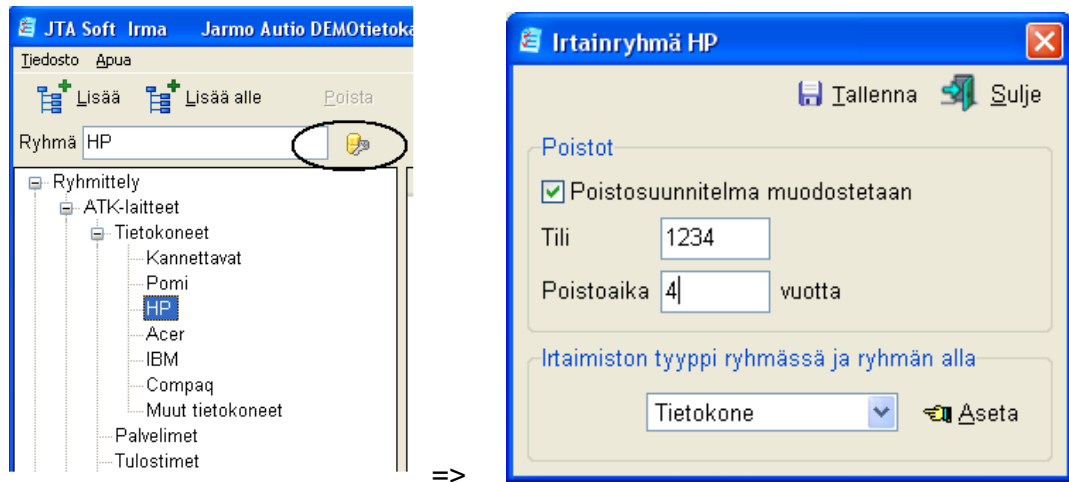 JTA Soft Irma Jarmo Autio DEMOtietoka
Tiedosto Apua
Lisää Lisää alle Poista
Ryhmä HP
Ryhmittely
ATK-laitteet
Tietokoneet
Kannettavat
Pomi
HP
Acer
IBM
Compaq
Muut tietokoneet
Palvelimet
Tulostimet
=>
Irtainryhmä HP
Tallenna Sulje
Poistot
Poistosuunnitelma muodostetaan
Tili 1234
Poistoaika 4 vuotta
Irtaimiston tyyppi ryhmässä ja ryhmän alla
Tietokone Aseta